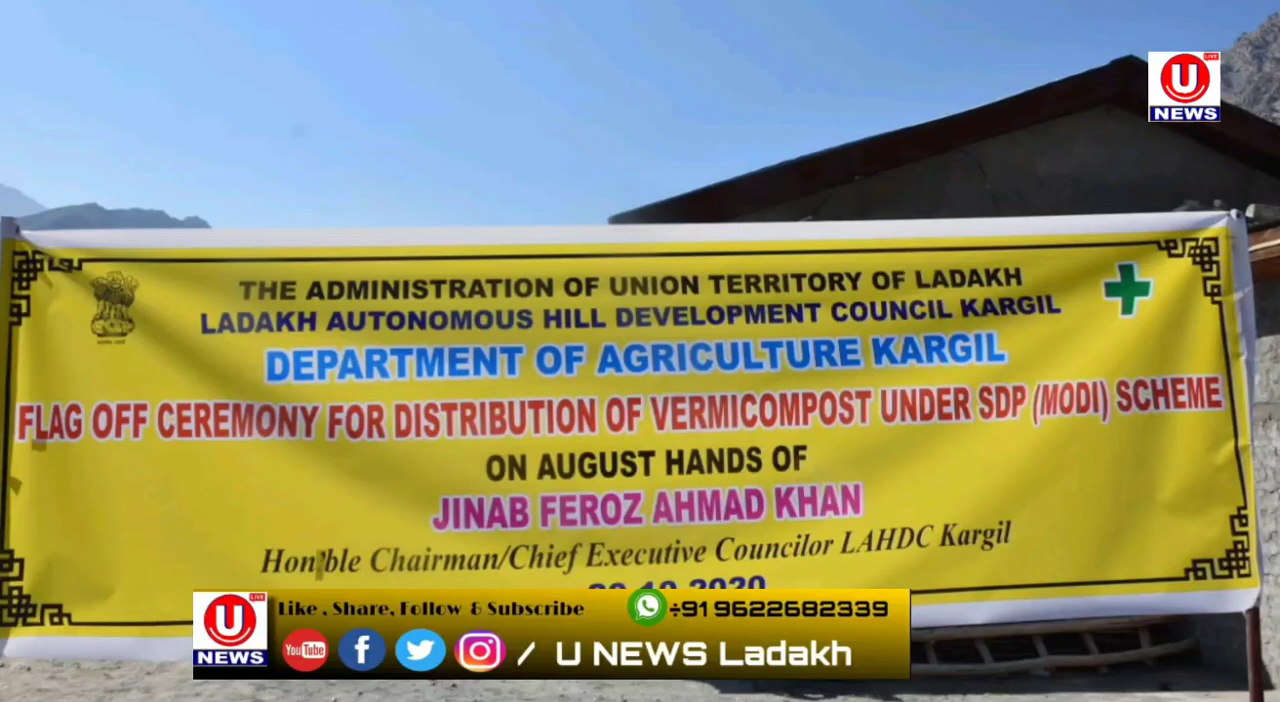 LIVE
U
NEWS
THE ADMINISTRATION OF UNION TERRITORY OF LADAKH
LADAKH AUTONOMOUS HILL DEVELOPMENT COUNCIL KARGIL
DEPARTMENT OF AGRICULTURE KARGIL
FLAG OFF CEREMONY FOR DISTRIBUTION OF VERMICOMPOST UNDER SDP (MODI) SCHEME
ON AUGUST HANDS OF
JINAB FEROZ AHMAD KHAN
Hon'ble Chairman/Chief Executive Councilor LAHDC Kargil
LIVE
U
NEWS
Like , Share, Follow & Subscribe
÷91 9622682339
YouTube
/ U NEWS Ladakh